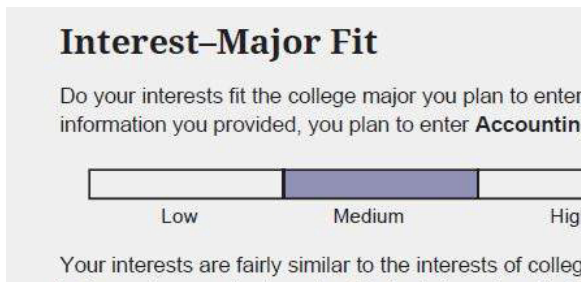 Interest–Major Fit
Do your interests fit the college major you plan to enter
information you provided, you plan to enter Accountin
Low Medium Hig
Your interests are fairly similar to the interests of colleg